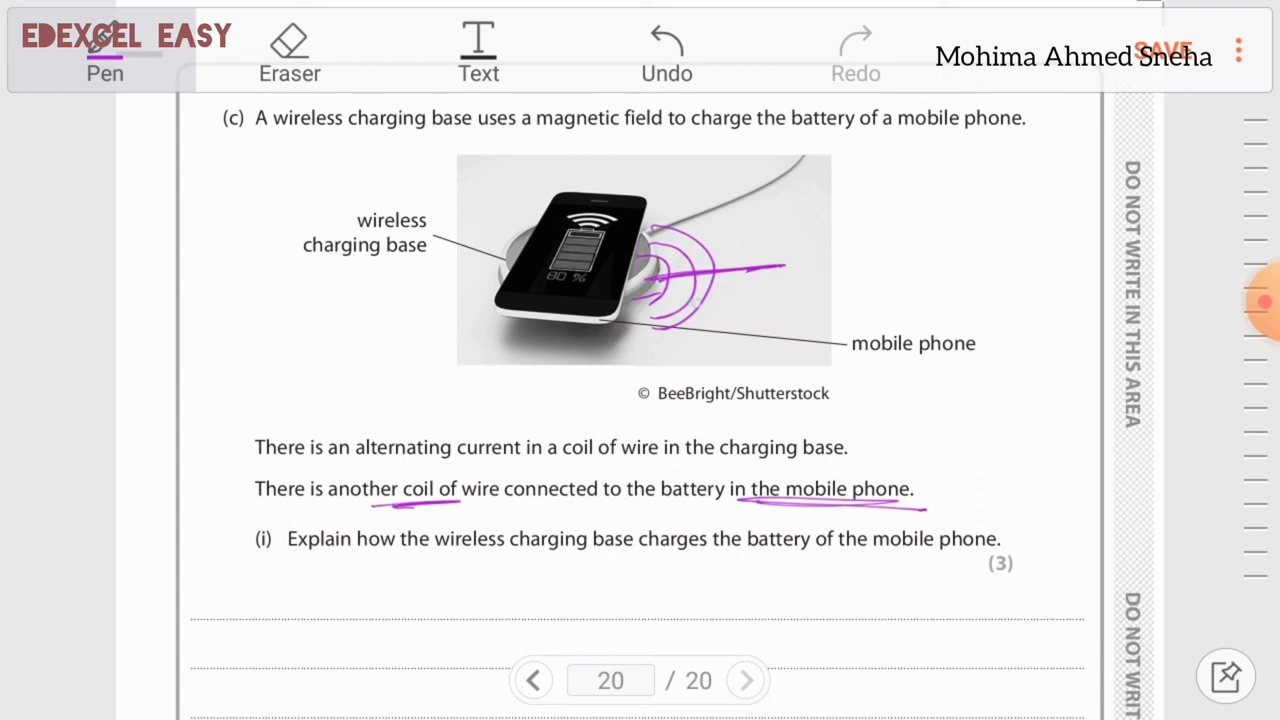 EDEXCEL EASY
Pen
Eraser
Text
Undo
Redo
SAVE
Mohima Ahmed Sneha
(c) A wireless charging base uses a magnetic field to charge the battery of a mobile phone.
wireless
charging base
80 %
mobile phone
© BeeBright/Shutterstock
There is an alternating current in a coil of wire in the charging base.
There is another coil of wire connected to the battery in the mobile phone.
(i) Explain how the wireless charging base charges the battery of the mobile phone.
(3)
20 / 20
DO NOT WRITE IN THIS AREA
DO NOT WRIT